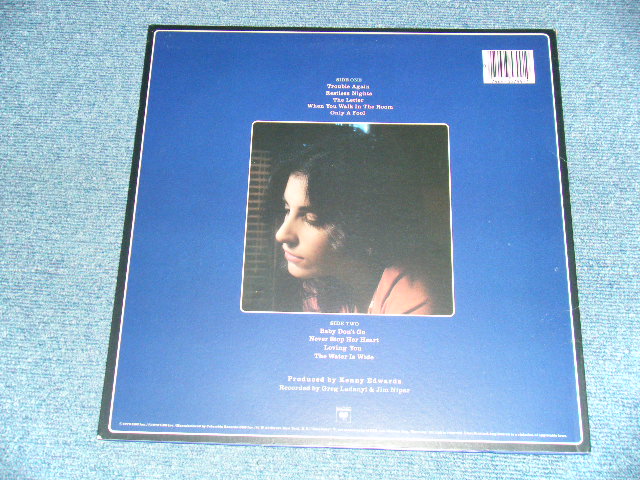 SIDE ONE
Trouble Again
Restless Nights
The Letter
When You Walk In The Room
Only A Fool
SIDE TWO
Baby Don't Go
Never Stop Her Heart
Loving You
The Water Is Wide
Produced by Kenny Edwards
Recorded by Greg Ladanyi & Jim Nipar